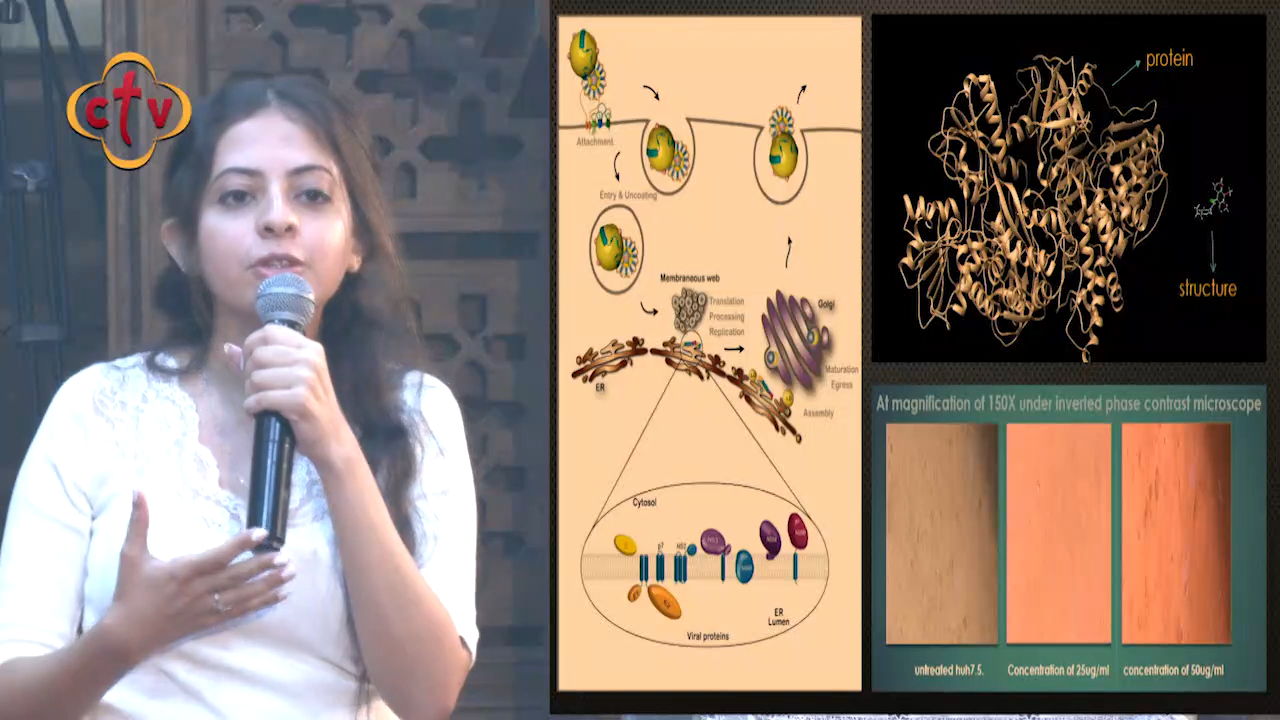 ctv
Attachment
Entry & Uncoating
Membraneous web
Translation
Processing
Replication
Golgi
ER
Maturation
Egress
Assembly
Cytosol
p7
NS2
ER
Lumen
Viral proteins
protein
structure
At magnification of 150X under inverted phase contrast microscope
untreated huh7.5.
Concentration of 25ug/ml
concentration of 50ug/ml